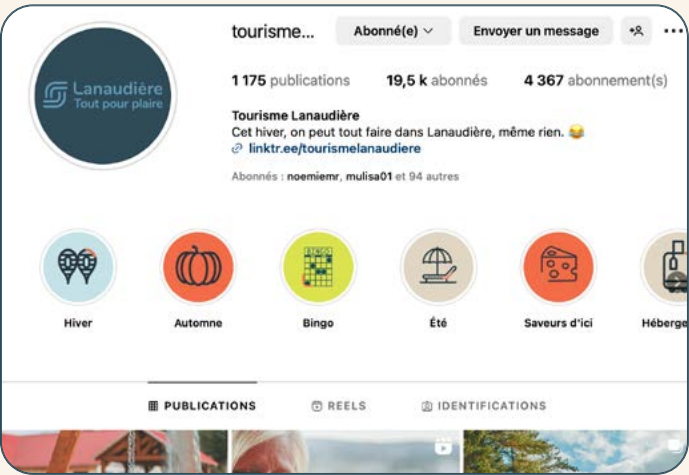 tourisme... Abonné(e) Envoyer un message
1 175 publications 19,5 k abonnés 4 367 abonnement(s)
Lanaudière
Tout pour plaire
Tourisme Lanaudière
Cet hiver, on peut tout faire dans Lanaudière, même rien. 😂
linktr.ee/tourismelanaudiere
Abonnés : noemiemr, mulisa01 et 94 autres
Hiver Automne Bingo Été Saveurs d'ici Héberge
PUBLICATIONS REELS IDENTIFICATIONS